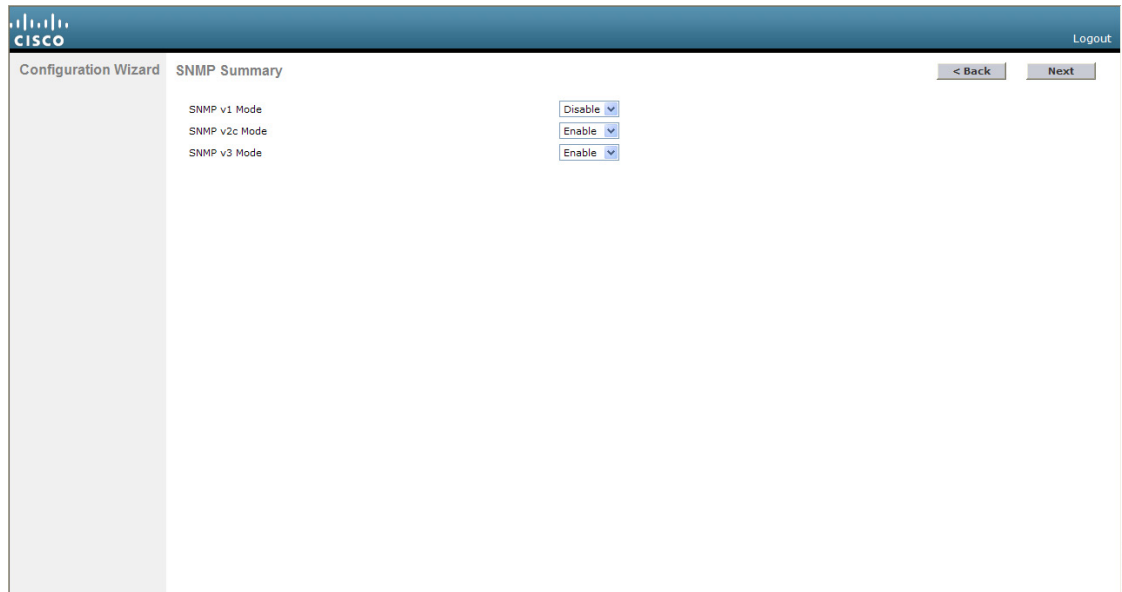 CISCO
Logout
Configuration Wizard
SNMP Summary
< Back
Next
SNMP v1 Mode Disable
SNMP v2c Mode Enable
SNMP v3 Mode Enable